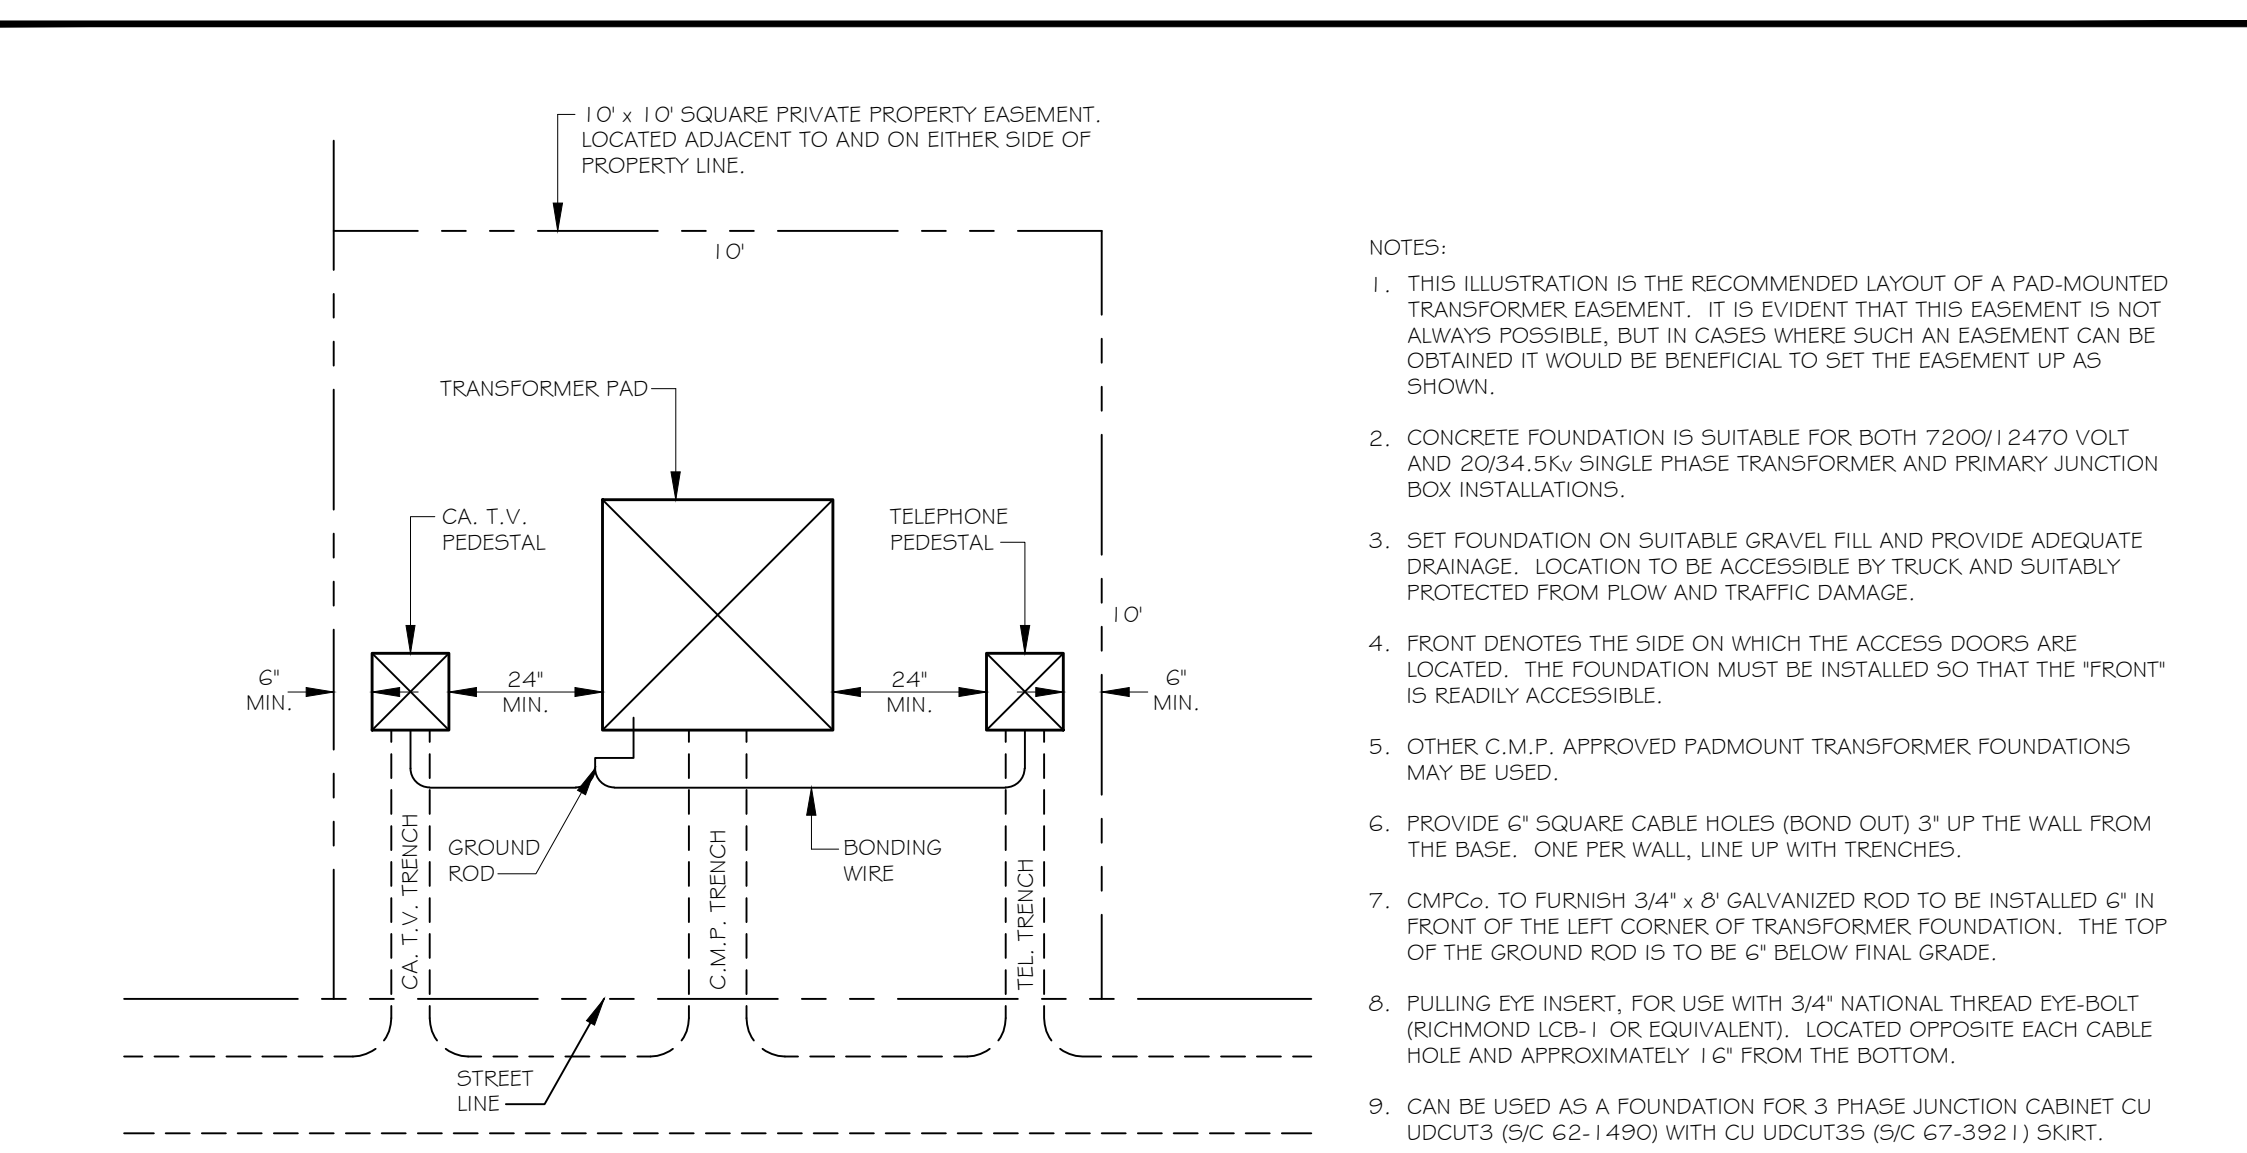 10' x 10' SQUARE PRIVATE PROPERTY EASEMENT.
LOCATED ADJACENT TO AND ON EITHER SIDE OF
PROPERTY LINE.
10'
TRANSFORMER PAD
CA. T.V.
PEDESTAL
TELEPHONE
PEDESTAL
10'
6"
MIN.
24"
MIN.
24"
MIN.
6"
MIN.
GROUND
ROD
BONDING
WIRE
CA. T.V. TRENCH
C.M.P. TRENCH
TEL. TRENCH
STREET
LINE
NOTES:
1. THIS ILLUSTRATION IS THE RECOMMENDED LAYOUT OF A PAD-MOUNTED
TRANSFORMER EASEMENT. IT IS EVIDENT THAT THIS EASEMENT IS NOT
ALWAYS POSSIBLE, BUT IN CASES WHERE SUCH AN EASEMENT CAN BE
OBTAINED IT WOULD BE BENEFICIAL TO SET THE EASEMENT UP AS
SHOWN.
2. CONCRETE FOUNDATION IS SUITABLE FOR BOTH 7200/12470 VOLT
AND 20/34.5Kv SINGLE PHASE TRANSFORMER AND PRIMARY JUNCTION
BOX INSTALLATIONS.
3. SET FOUNDATION ON SUITABLE GRAVEL FILL AND PROVIDE ADEQUATE
DRAINAGE. LOCATION TO BE ACCESSIBLE BY TRUCK AND SUITABLY
PROTECTED FROM PLOW AND TRAFFIC DAMAGE.
4. FRONT DENOTES THE SIDE ON WHICH THE ACCESS DOORS ARE
LOCATED. THE FOUNDATION MUST BE INSTALLED SO THAT THE "FRONT"
IS READILY ACCESSIBLE.
5. OTHER C.M.P. APPROVED PADMOUNT TRANSFORMER FOUNDATIONS
MAY BE USED.
6. PROVIDE 6" SQUARE CABLE HOLES (BOND OUT) 3" UP THE WALL FROM
THE BASE. ONE PER WALL, LINE UP WITH TRENCHES.
7. CMPCo. TO FURNISH 3/4" x 8' GALVANIZED ROD TO BE INSTALLED 6" IN
FRONT OF THE LEFT CORNER OF TRANSFORMER FOUNDATION. THE TOP
OF THE GROUND ROD IS TO BE 6" BELOW FINAL GRADE.
8. PULLING EYE INSERT, FOR USE WITH 3/4" NATIONAL THREAD EYE-BOLT
(RICHMOND LCB-1 OR EQUIVALENT). LOCATED OPPOSITE EACH CABLE
HOLE AND APPROXIMATELY 16" FROM THE BOTTOM.
9. CAN BE USED AS A FOUNDATION FOR 3 PHASE JUNCTION CABINET CU
UDCUT3 (S/C 62-1490) WITH CU UDCUT3S (S/C 67-3921) SKIRT.